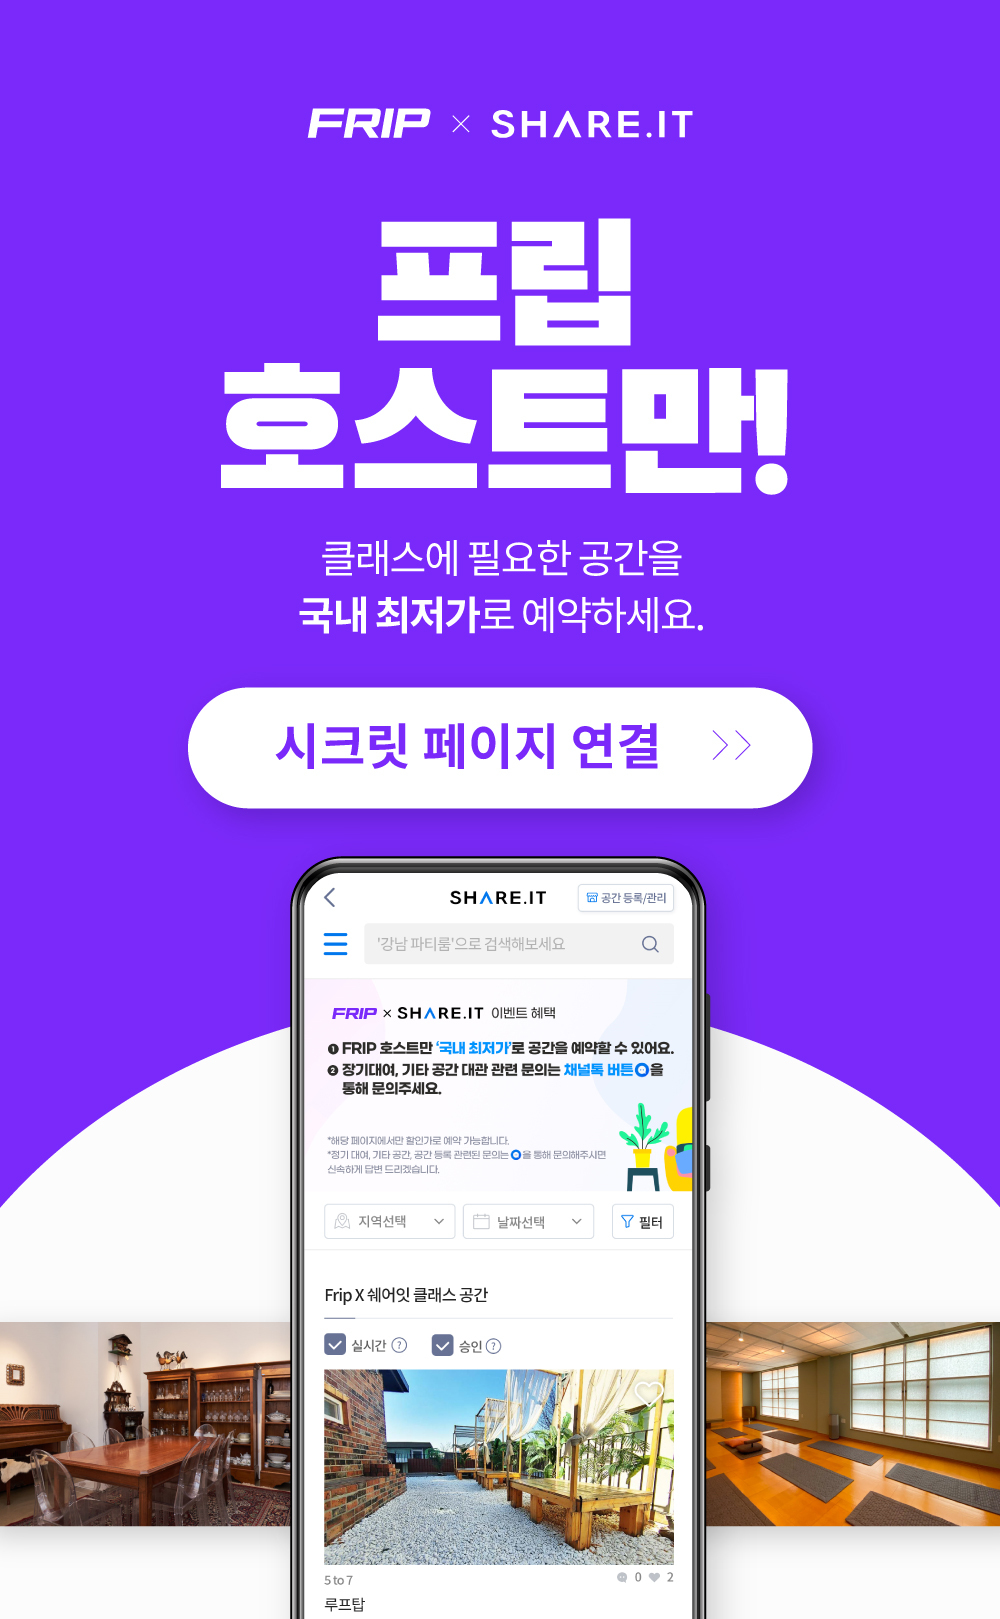 FRIP × SHARE.IT
프립
호스트만!
클래스에 필요한 공간을
국내 최저가로 예약하세요.
시크릿 페이지 연결
SHARE.IT
공간 등록/관리
'강남 파티룸'으로 검색해보세요
FRIP × SHARE.IT 이벤트 혜택
❶ FRIP 호스트만 ‘국내 최저가’로 공간을 예약할 수 있어요.
❷ 장기대여, 기타 공간 대관 관련 문의는 채널톡 버튼을
통해 문의주세요.
*해당 페이지에서만 할인가로 예약 가능합니다.
*정기 대여, 기타 공간, 공간 등록 관련된 문의는 을 통해 문의해주시면
신속하게 답변 드리겠습니다.
지역선택 날짜선택 필터
Frip X 쉐어잇 클래스 공간
실시간 ? 승인 ?
5 to 7 0 2
루프탑